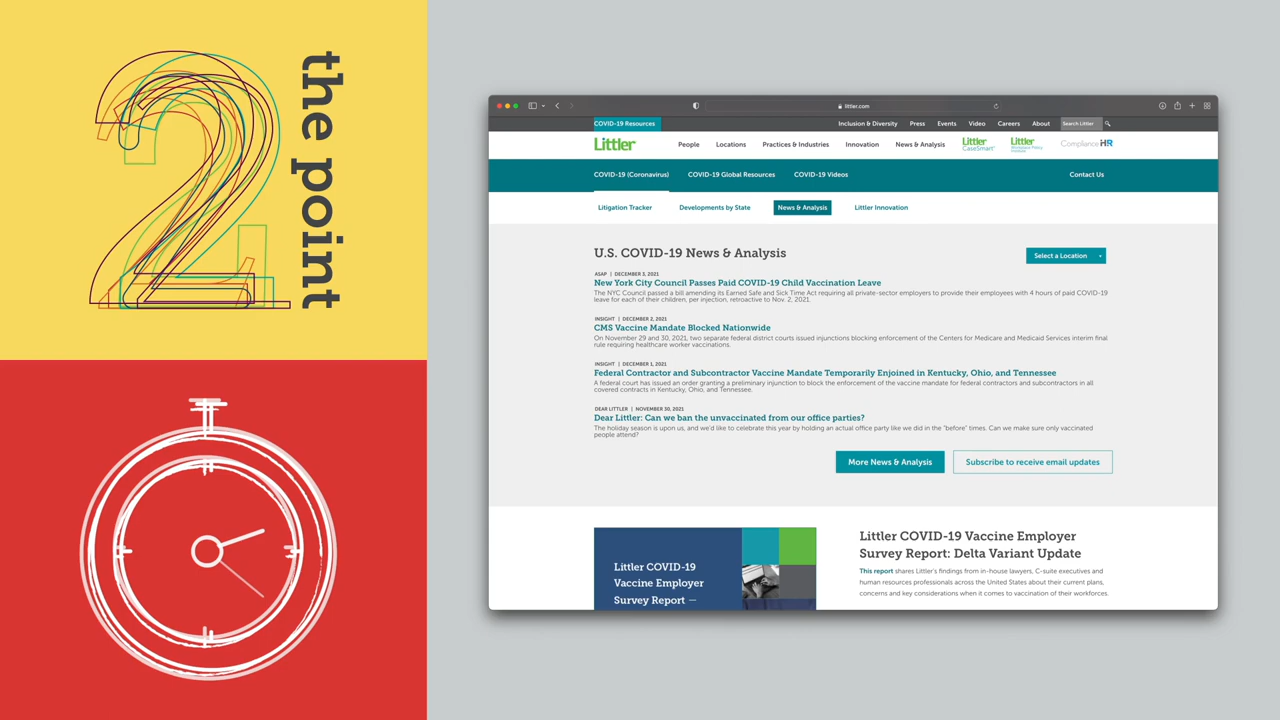 2
the point
littler.com
COVID-19 Resources
Inclusion & Diversity Press Events Video Careers About Search Littler
Littler People Locations Practices & Industries Innovation News & Analysis Littler CaseSmart Littler Workplace Policy Institute ComplianceHR
COVID-19 (Coronavirus) COVID-19 Global Resources COVID-19 Videos Contact Us
Litigation Tracker Developments by State News & Analysis Littler Innovation
U.S. COVID-19 News & Analysis
Select a Location
ASAP | DECEMBER 3, 2021
New York City Council Passes Paid COVID-19 Child Vaccination Leave
The NYC Council passed a bill amending its Earned Safe and Sick Time Act requiring all private-sector employers to provide their employees with 4 hours of paid COVID-19
leave for each of their children, per injection, retroactive to Nov. 2, 2021.
INSIGHT | DECEMBER 2, 2021
CMS Vaccine Mandate Blocked Nationwide
On November 29 and 30, 2021, two separate federal district courts issued injunctions blocking enforcement of the Centers for Medicare and Medicaid Services interim final
rule requiring healthcare worker vaccinations.
INSIGHT | DECEMBER 1, 2021
Federal Contractor and Subcontractor Vaccine Mandate Temporarily Enjoined in Kentucky, Ohio, and Tennessee
A federal court has issued an order granting a preliminary injunction to block the enforcement of the vaccine mandate for federal contractors and subcontractors in all
covered contracts in Kentucky, Ohio, and Tennessee.
DEAR LITTLER | NOVEMBER 30, 2021
Dear Littler: Can we ban the unvaccinated from our office parties?
The holiday season is upon us, and we'd like to celebrate this year by holding an actual office party like we did in the "before" times. Can we make sure only vaccinated
people attend?
More News & Analysis Subscribe to receive email updates
Littler COVID-19
Vaccine Employer
Survey Report —
Littler COVID-19 Vaccine Employer
Survey Report: Delta Variant Update
This report shares Littler's findings from in-house lawyers, C-suite executives and
human resources professionals across the United States about their current plans,
concerns and key considerations when it comes to vaccination of their workforces.